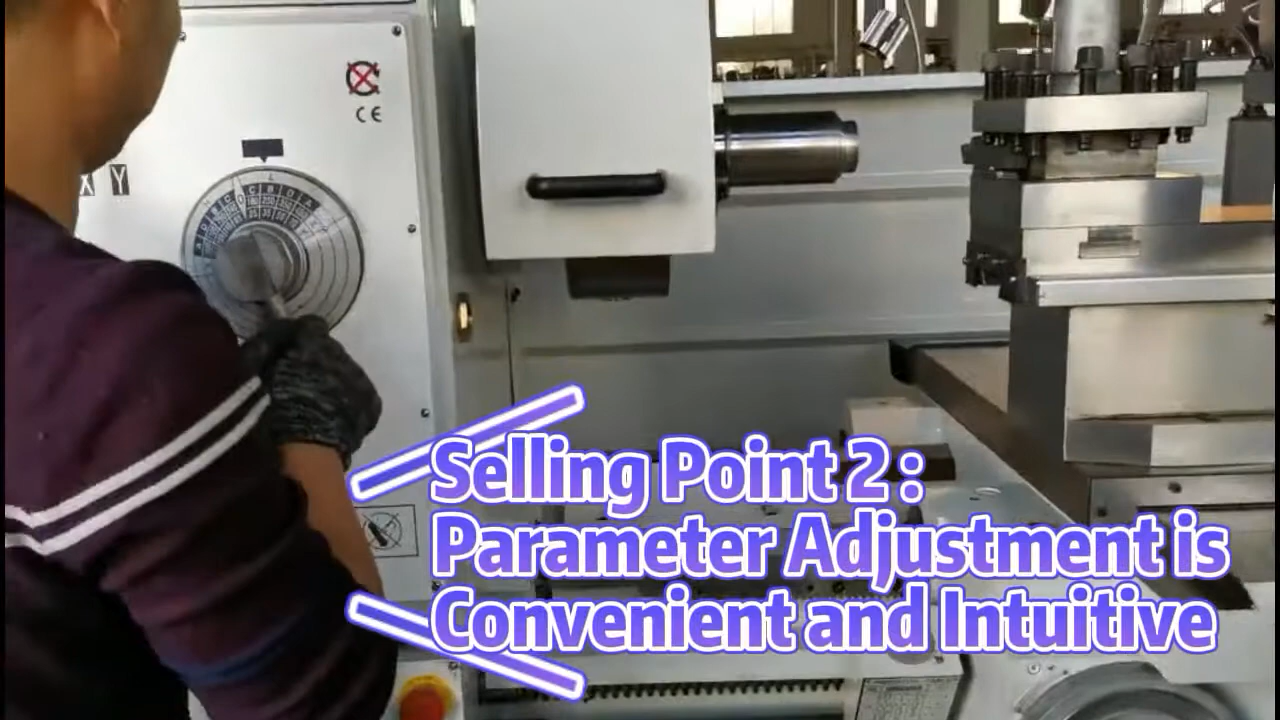 CE
X Y
Selling Point 2 :
Parameter Adjustment is
Convenient and Intuitive